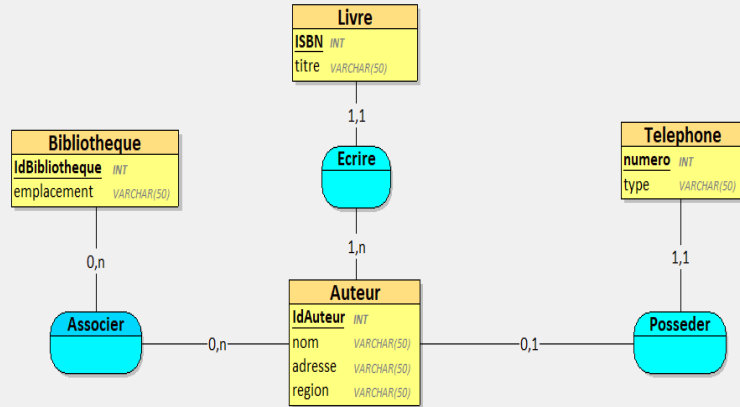 Livre
ISBN INT
titre VARCHAR(50)
1,1
Ecrire
1,n
Bibliotheque
IdBibliotheque INT
emplacement VARCHAR(50)
0,n
Associer
0,n
Auteur
IdAuteur INT
nom VARCHAR(50)
adresse VARCHAR(50)
region VARCHAR(50)
0,1
Telephone
numero INT
type VARCHAR(50)
1,1
Posseder